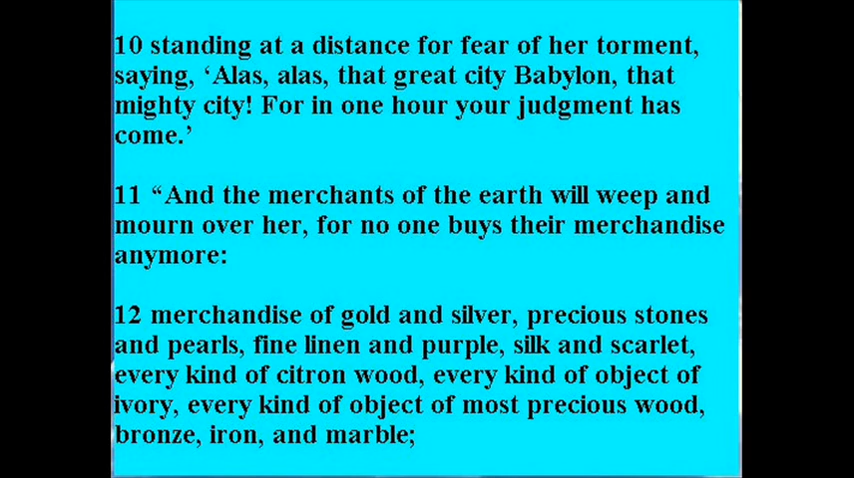 10 standing at a distance for fear of her torment,
saying, ‘Alas, alas, that great city Babylon, that
mighty city! For in one hour your judgment has
come.’
11 “And the merchants of the earth will weep and
mourn over her, for no one buys their merchandise
anymore:
12 merchandise of gold and silver, precious stones
and pearls, fine linen and purple, silk and scarlet,
every kind of citron wood, every kind of object of
ivory, every kind of object of most precious wood,
bronze, iron, and marble;